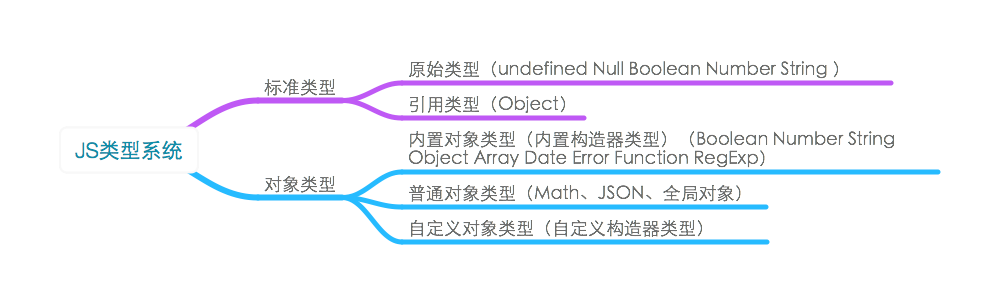 JS类型系统
标准类型
原始类型（undefined Null Boolean Number String ）
引用类型（Object）
对象类型
内置对象类型（内置构造器类型）（Boolean Number String
Object Array Date Error Function RegExp）
普通对象类型（Math、JSON、全局对象）
自定义对象类型（自定义构造器类型）